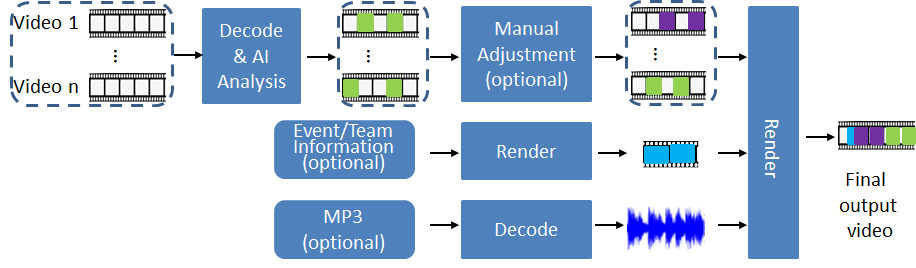 Video 1
⋮
Video n
Decode
& AI
Analysis
⋮
Manual
Adjustment
(optional)
⋮
Event/Team
Information
(optional)
Render
MP3
(optional)
Decode
Render
Final
output
video